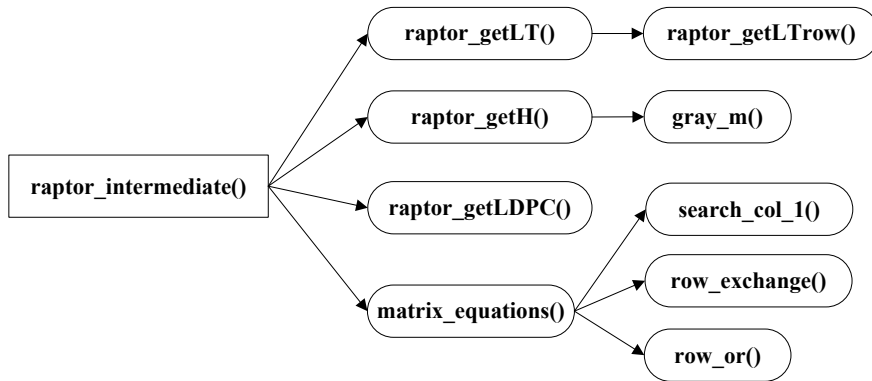 raptor_getLT()
raptor_getLTrow()
raptor_getH()
gray_m()
raptor_intermediate()
raptor_getLDPC()
search_col_1()
row_exchange()
matrix_equations()
row_or()